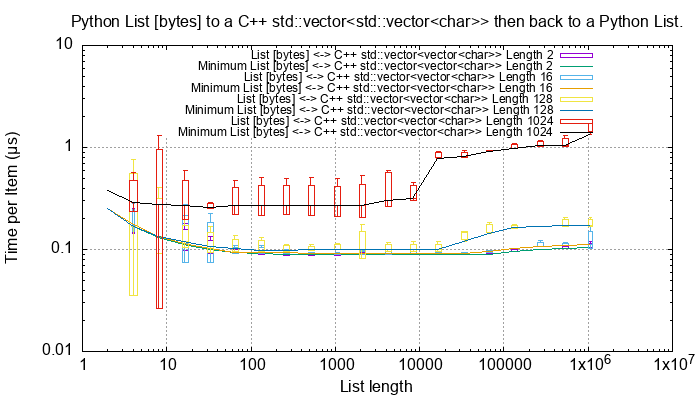 Python List [bytes] to a C++ std::vector<std::vector<char>> then back to a Python List.
10
1
0.1
0.01
Time per Item (µs)
List [bytes] <-> C++ std::vector<vector<char>> Length 2
Minimum List [bytes] <-> C++ std::vector<vector<char>> Length 2
List [bytes] <-> C++ std::vector<vector<char>> Length 16
Minimum List [bytes] <-> C++ std::vector<vector<char>> Length 16
List [bytes] <-> C++ std::vector<vector<char>> Length 128
Minimum List [bytes] <-> C++ std::vector<vector<char>> Length 128
List [bytes] <-> C++ std::vector<vector<char>> Length 1024
Minimum List [bytes] <-> C++ std::vector<vector<char>> Length 1024
1 10 100 1000 10000 100000 1x10⁶ 1x10⁷
List length